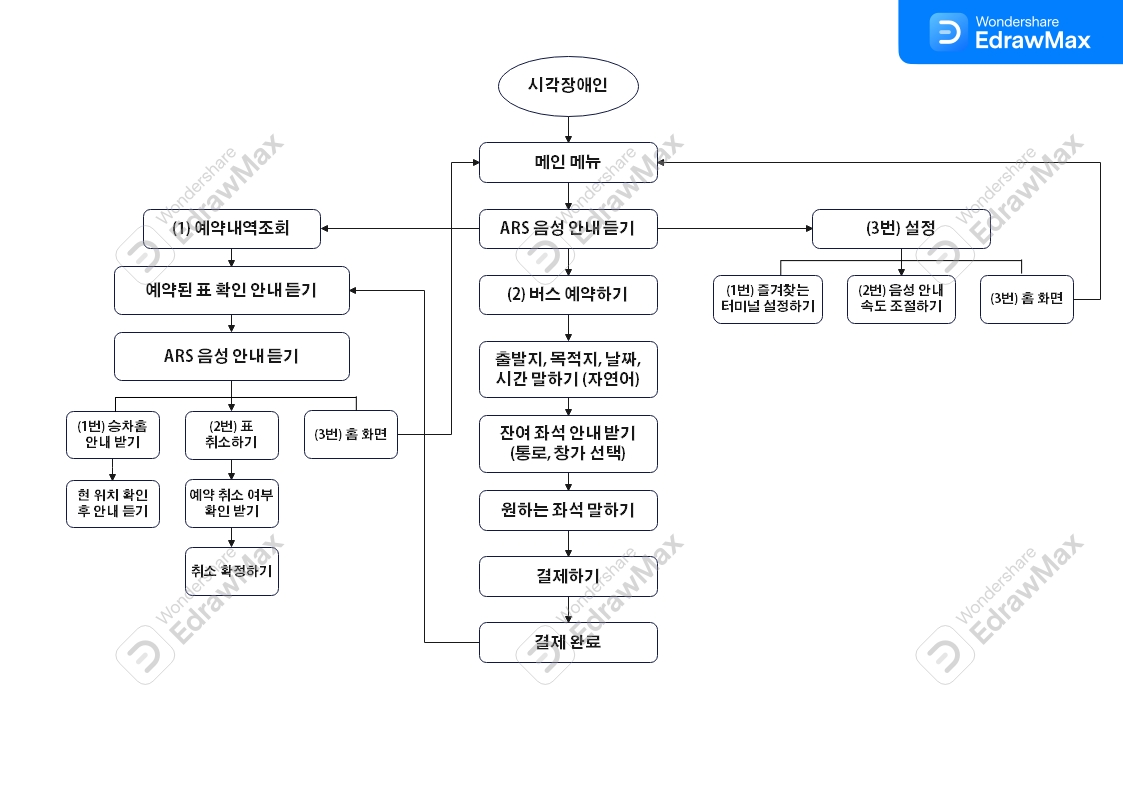 Wondershare
EdrawMax
시각장애인
메인 메뉴
(1) 예약내역조회
ARS 음성 안내 듣기
(3번) 설정
예약된 표 확인 안내 듣기
(2) 버스 예약하기
(1번) 즐겨찾는
터미널 설정하기
(2번) 음성 안내
속도 조절하기
(3번) 홈 화면
ARS 음성 안내 듣기
출발지, 목적지, 날짜,
시간 말하기 (자연어)
(1번) 승차홈
안내 받기
(2번) 표
취소하기
(3번) 홈 화면
잔여 좌석 안내 받기
(통로, 창가 선택)
현 위치 확인
후 안내 듣기
예약 취소 여부
확인 받기
원하는 좌석 말하기
취소 확정하기
결제하기
결제 완료
Wondershare
EdrawMax
Wondershare
EdrawMax
Wondershare
EdrawMax
Wondershare
EdrawMax
Wondershare
EdrawMax
Wondershare
EdrawMax